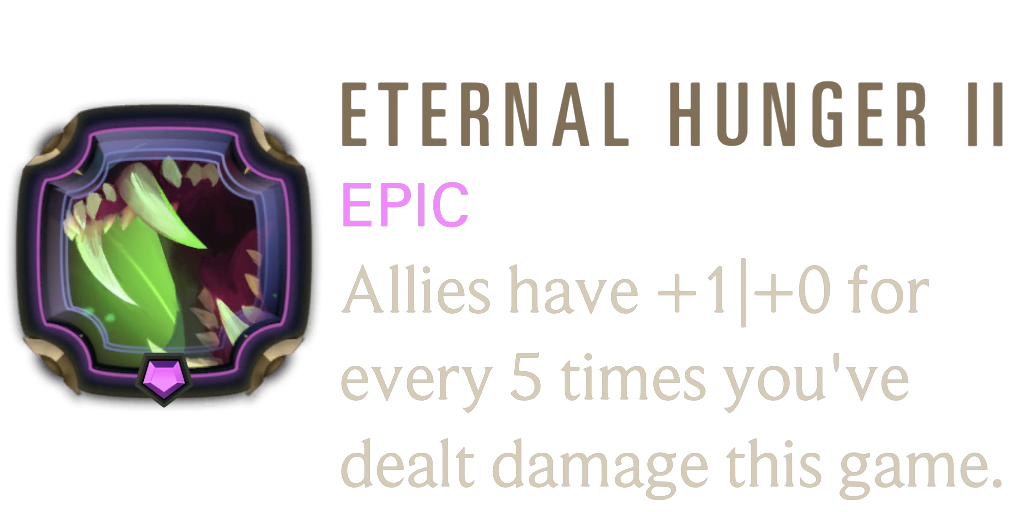 ETERNAL HUNGER II
EPIC
Allies have +1|+0 for
every 5 times you've
dealt damage this game.